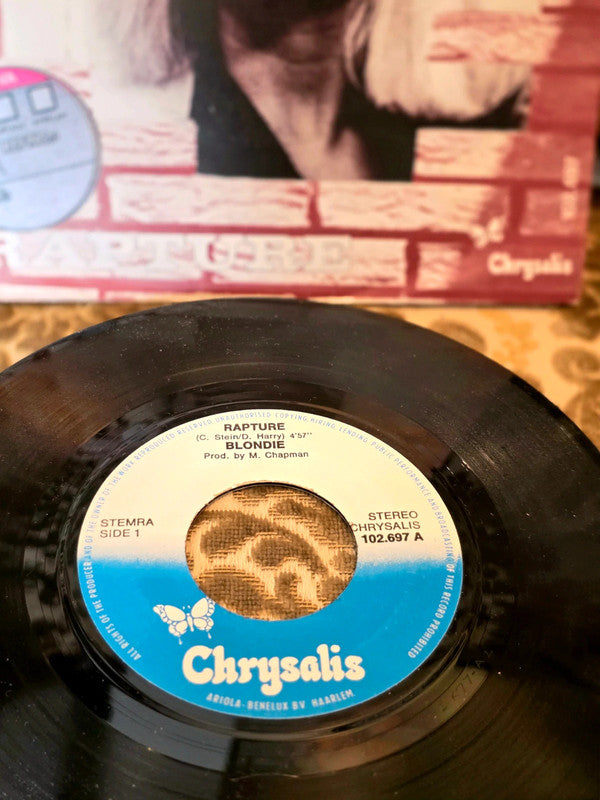 RAPTURE
Chrysalis
RAPTURE
(C. Stein/D. Harry) 4'57"
BLONDIE
Prod. by M. Chapman
STEMRA
SIDE 1
STEREO
CHRYSALIS
102.697 A
Chrysalis
ARIOLA-BENELUX B.V. HAARLEM
ALL RIGHTS OF THE PRODUCER AND OF THE OWNER OF THE WORK REPRODUCED RESERVED. UNAUTHORISED COPYING, HIRING, LENDING, PUBLIC PERFORMANCE AND BROADCASTING OF THIS RECORD PROHIBITED